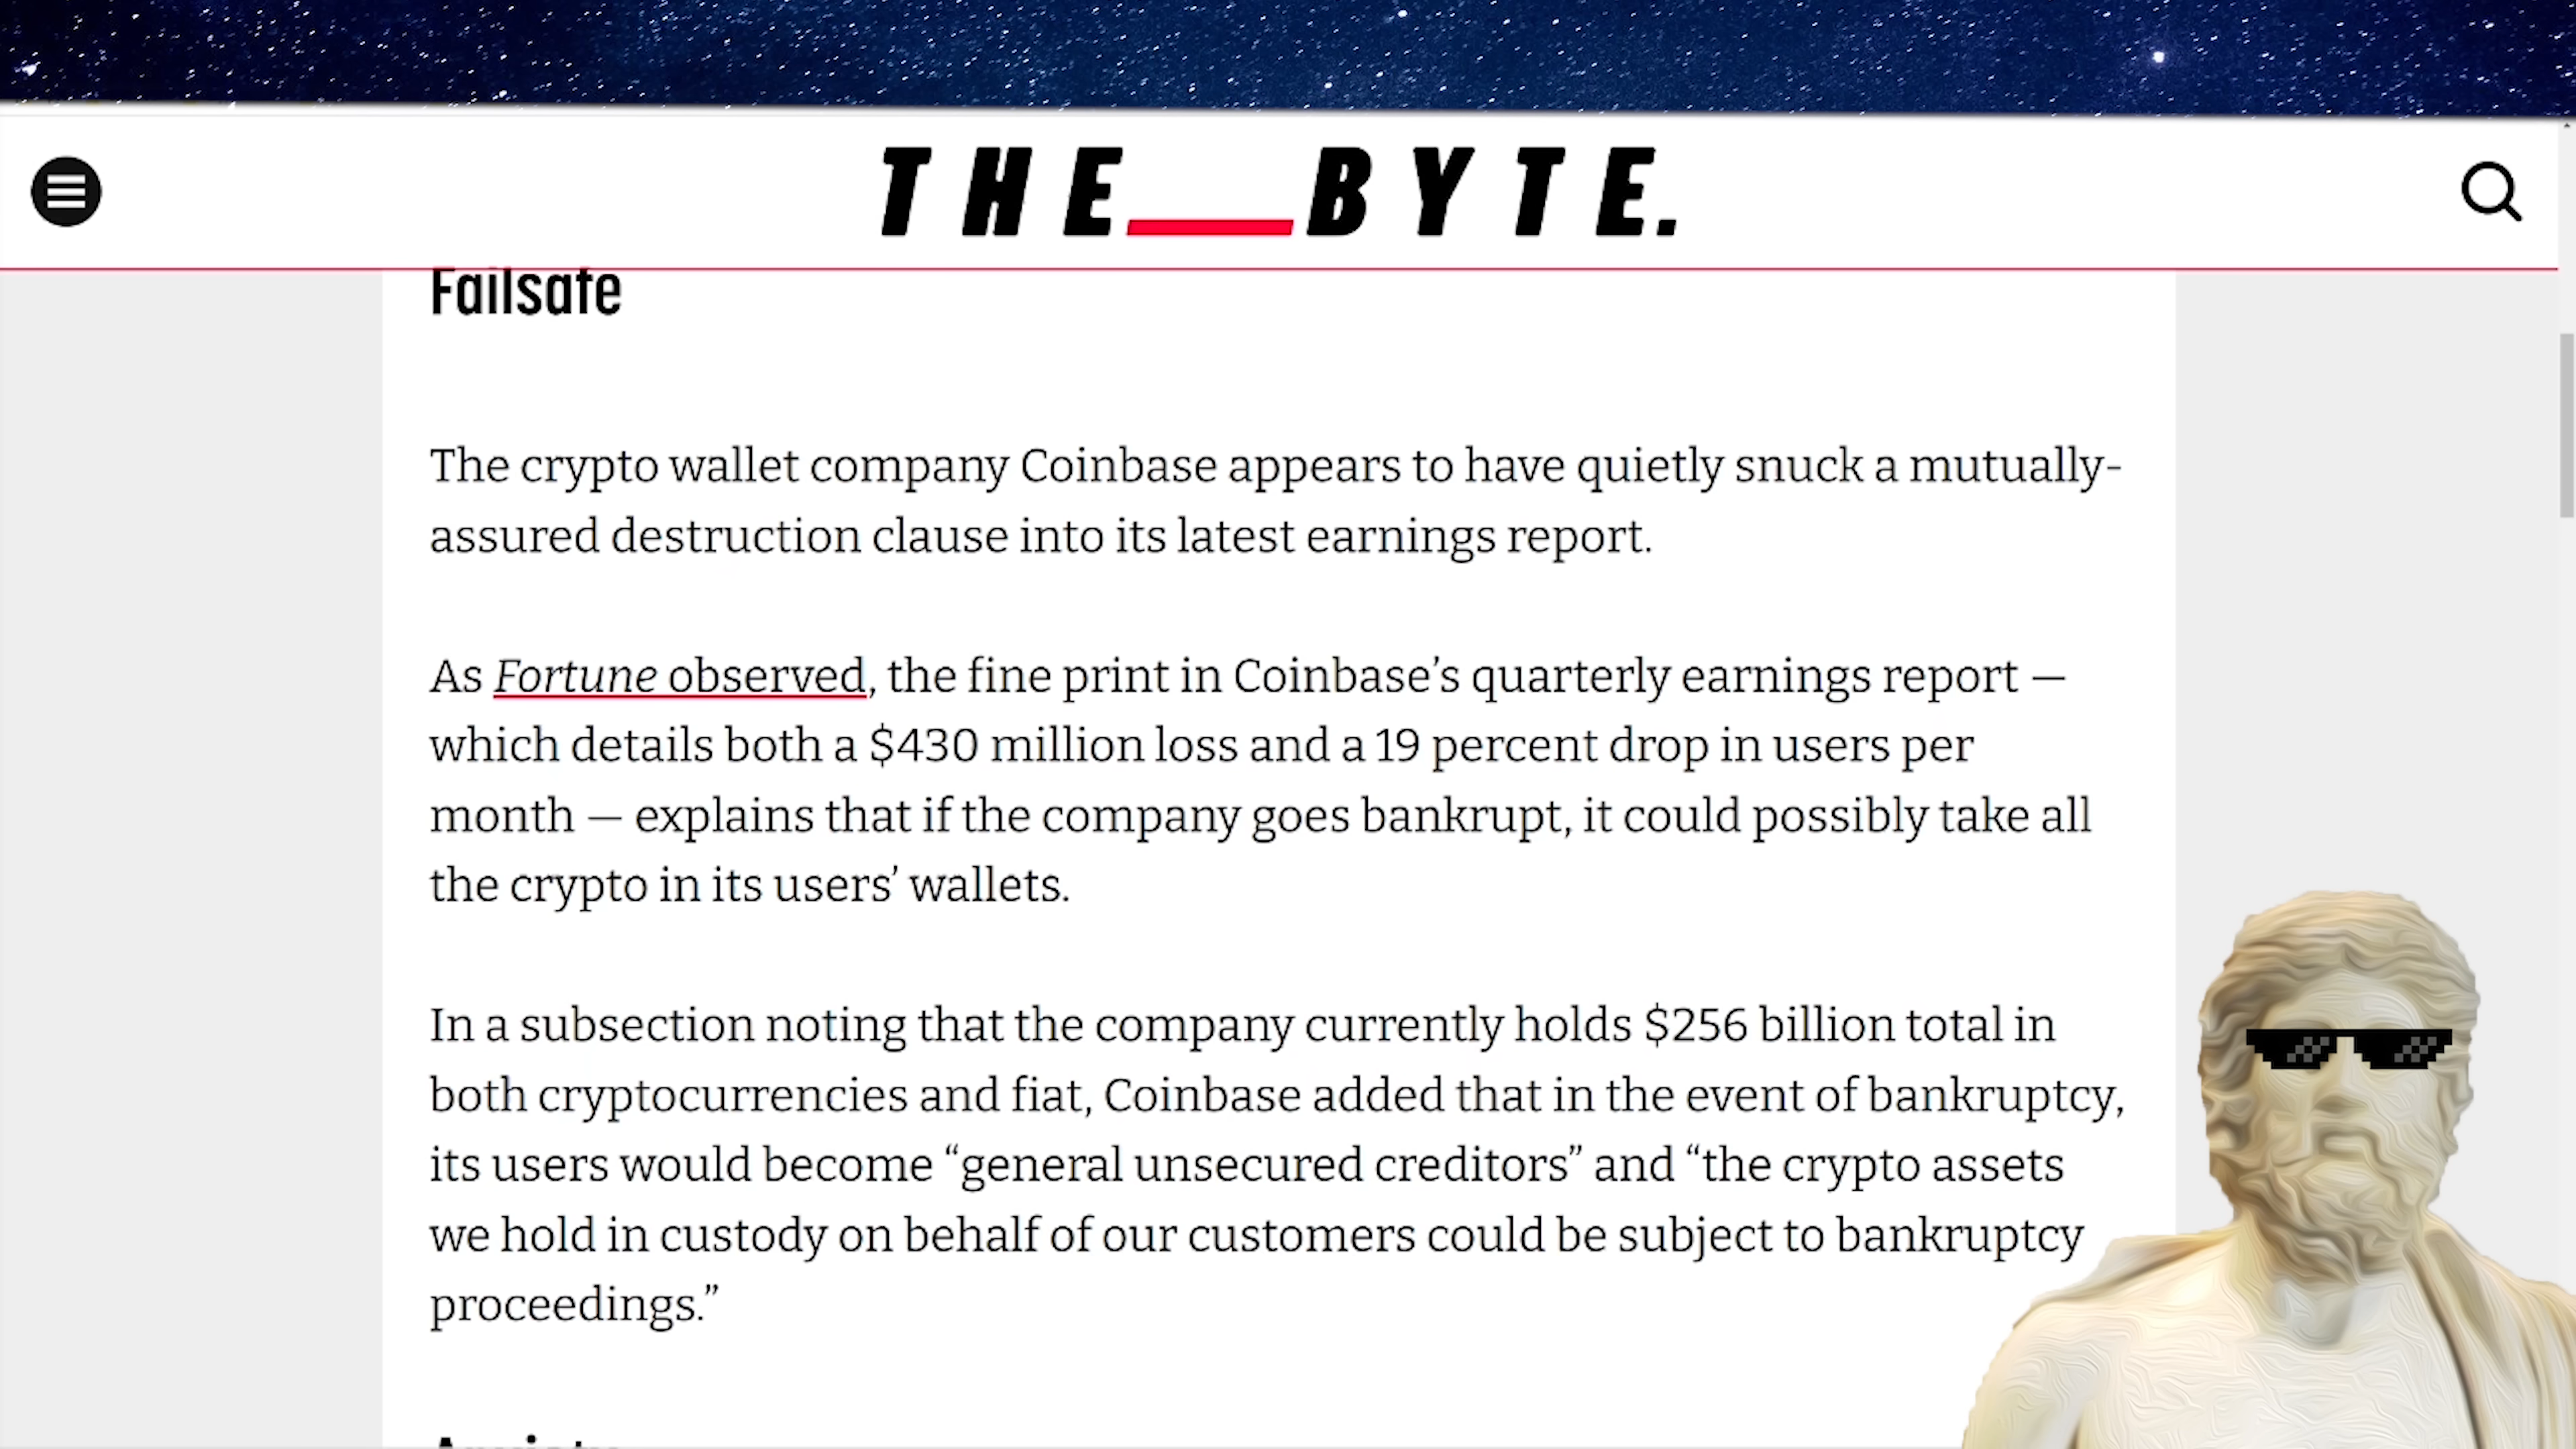 THE__BYTE.
Failsafe
The crypto wallet company Coinbase appears to have quietly snuck a mutually-
assured destruction clause into its latest earnings report.
As Fortune observed, the fine print in Coinbase’s quarterly earnings report —
which details both a $430 million loss and a 19 percent drop in users per
month — explains that if the company goes bankrupt, it could possibly take all
the crypto in its users’ wallets.
In a subsection noting that the company currently holds $256 billion total in
both cryptocurrencies and fiat, Coinbase added that in the event of bankruptcy,
its users would become “general unsecured creditors” and “the crypto assets
we hold in custody on behalf of our customers could be subject to bankruptcy
proceedings.”